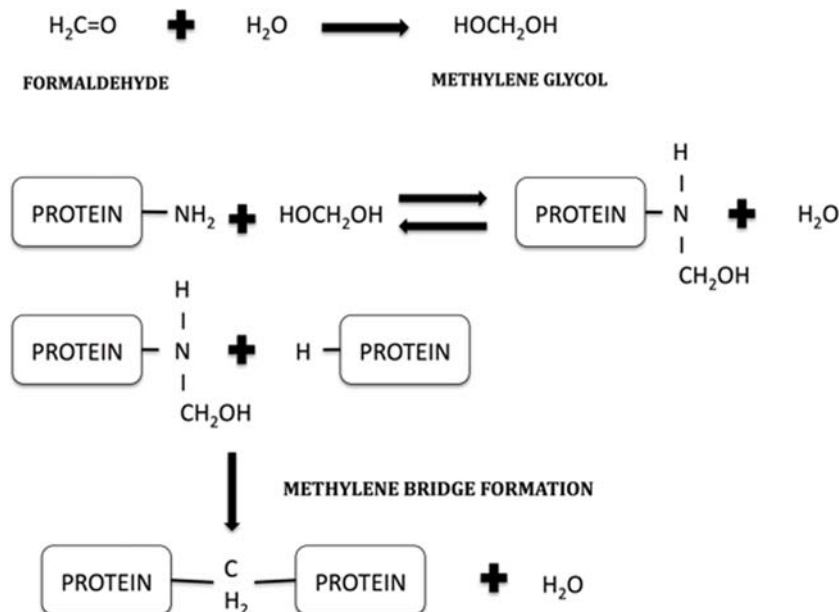 H₂C=O + H₂O HOCH₂OH
FORMALDEHYDE METHYLENE GLYCOL
H
PROTEIN NH₂ + HOCH₂OH PROTEIN N + H₂O
CH₂OH
H
PROTEIN N + H PROTEIN
CH₂OH
METHYLENE BRIDGE FORMATION
PROTEIN C PROTEIN + H₂O
H₂